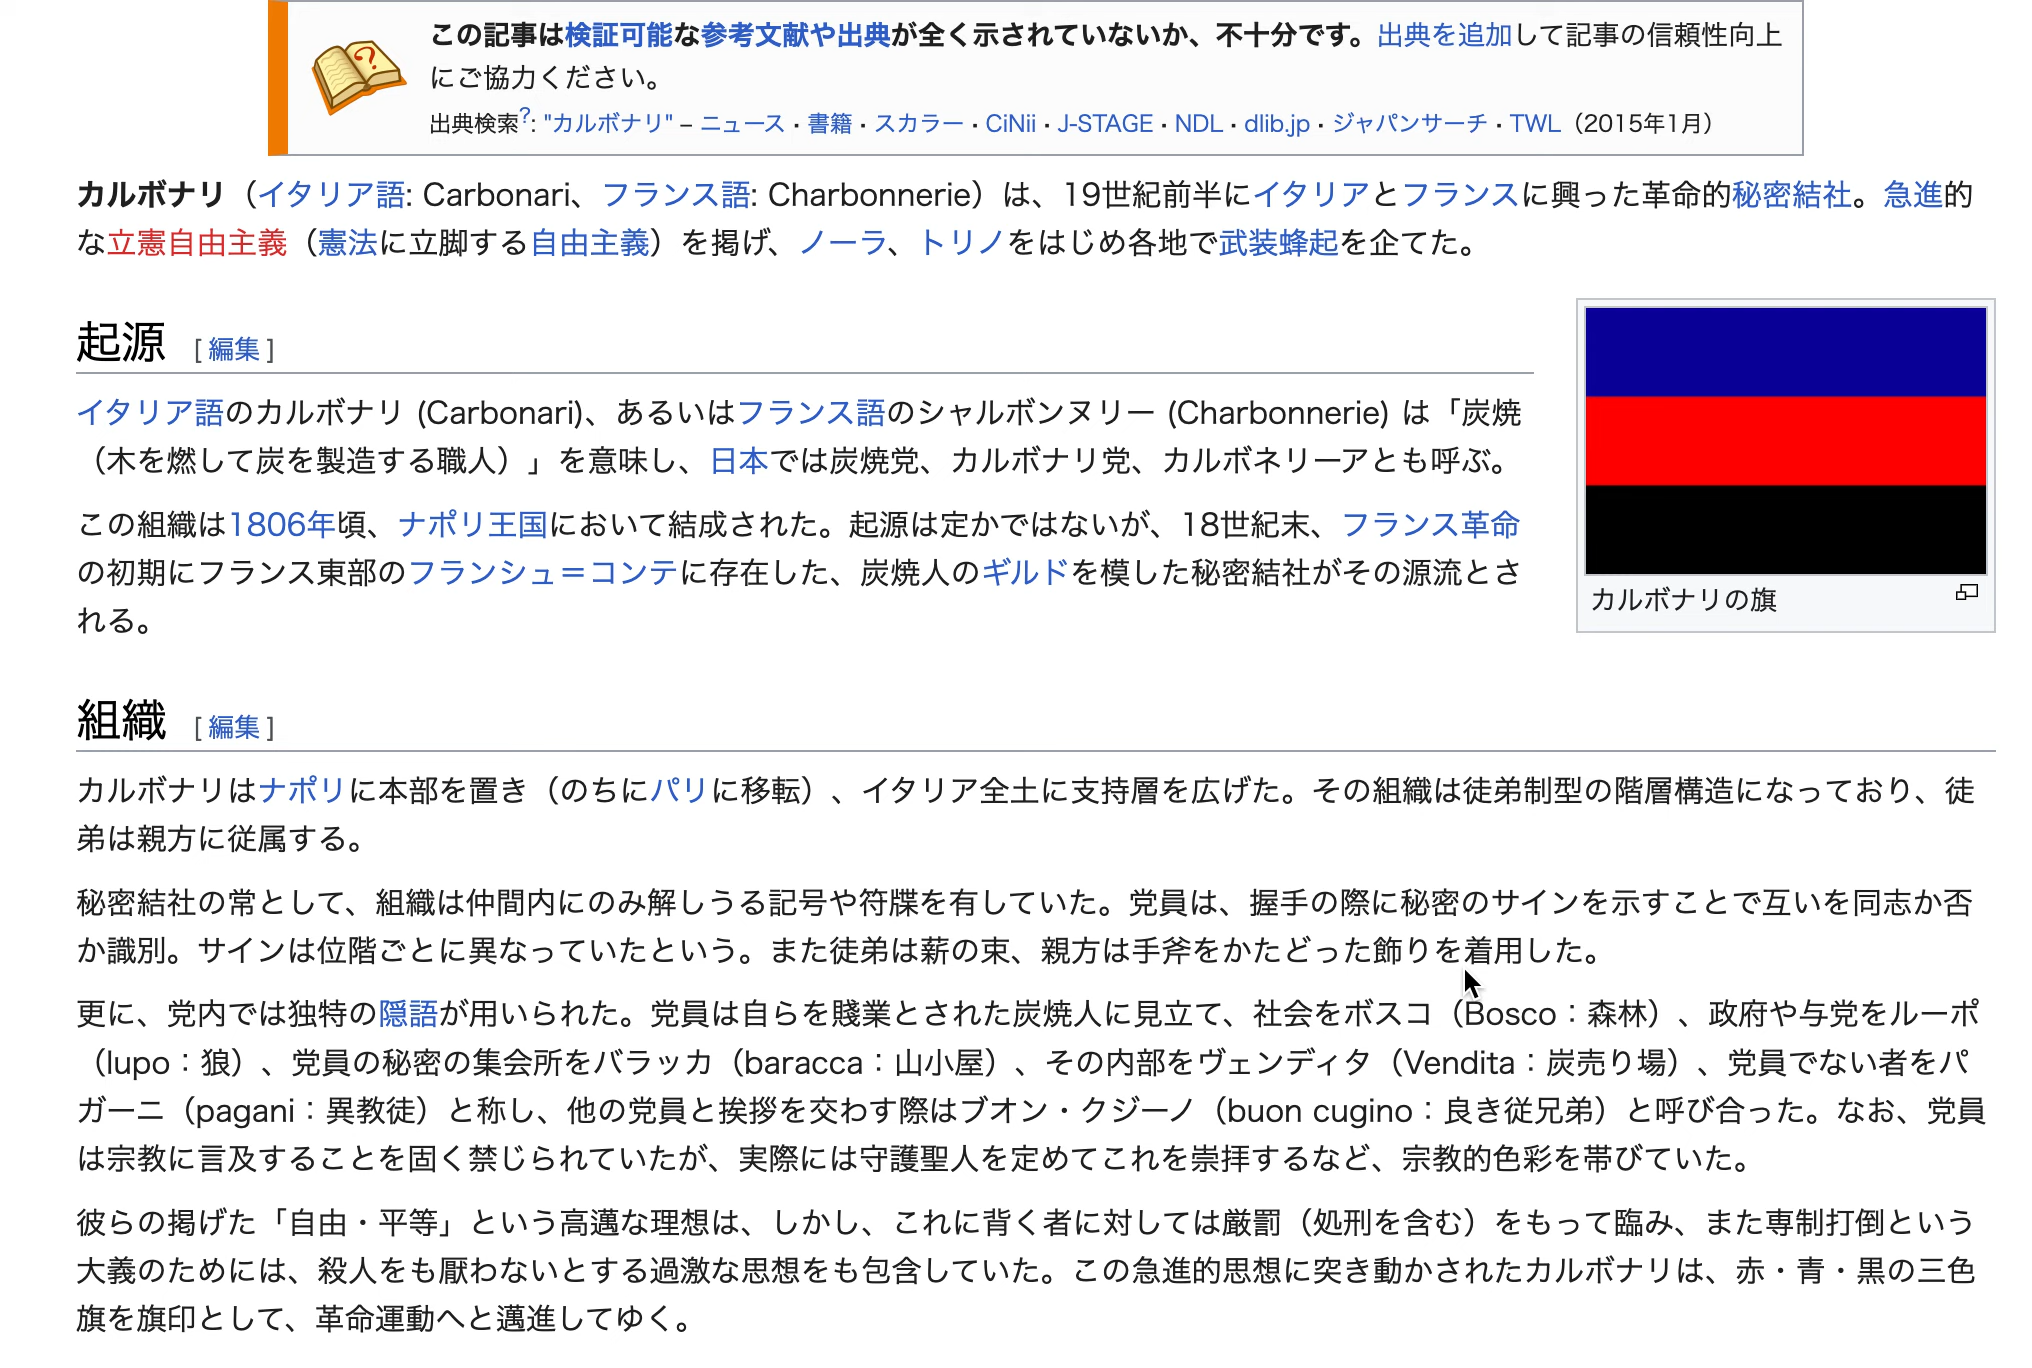 この記事は検証可能な参考文献や出典が全く示されていないか、不十分です。出典を追加して記事の信頼性向上
にご協力ください。
出典検索?: "カルボナリ" – ニュース · 書籍 · スカラー · CiNii · J-STAGE · NDL · dlib.jp · ジャパンサーチ · TWL（2015年1月）
カルボナリ（イタリア語: Carbonari、フランス語: Charbonnerie）は、19世紀前半にイタリアとフランスに興った革命的秘密結社。急進的
な立憲自由主義（憲法に立脚する自由主義）を掲げ、ノーラ、トリノをはじめ各地で武装蜂起を企てた。
起源 [編集]
イタリア語のカルボナリ (Carbonari)、あるいはフランス語のシャルボンヌリー (Charbonnerie) は「炭焼
（木を燃して炭を製造する職人）」を意味し、日本では炭焼党、カルボナリ党、カルボネリーアとも呼ぶ。
この組織は1806年頃、ナポリ王国において結成された。起源は定かではないが、18世紀末、フランス革命
の初期にフランス東部のフランシュ＝コンテに存在した、炭焼人のギルドを模した秘密結社がその源流とさ
れる。
カルボナリの旗
組織 [編集]
カルボナリはナポリに本部を置き（のちにパリに移転）、イタリア全土に支持層を広げた。その組織は徒弟制型の階層構造になっており、徒
弟は親方に従属する。
秘密結社の常として、組織は仲間内にのみ解しうる記号や符牒を有していた。党員は、握手の際に秘密のサインを示すことで互いを同志か否
か識別。サインは位階ごとに異なっていたという。また徒弟は薪の束、親方は手斧をかたどった飾りを着用した。
更に、党内では独特の隠語が用いられた。党員は自らを賤業とされた炭焼人に見立て、社会をボスコ（Bosco：森林）、政府や与党をルーポ
（lupo：狼）、党員の秘密の集会所をバラッカ（baracca：山小屋）、その内部をヴェンディタ（Vendita：炭売り場）、党員でない者をパ
ガーニ（pagani：異教徒）と称し、他の党員と挨拶を交わす際はブオン・クジーノ（buon cugino：良き従兄弟）と呼び合った。なお、党員
は宗教に言及することを固く禁じられていたが、実際には守護聖人を定めてこれを崇拝するなど、宗教的色彩を帯びていた。
彼らの掲げた「自由・平等」という高邁な理想は、しかし、これに背く者に対しては厳罰（処刑を含む）をもって臨み、また専制打倒という
大義のためには、殺人をも厭わないとする過激な思想をも包含していた。この急進的思想に突き動かされたカルボナリは、赤・青・黒の三色
旗を旗印として、革命運動へと邁進してゆく。